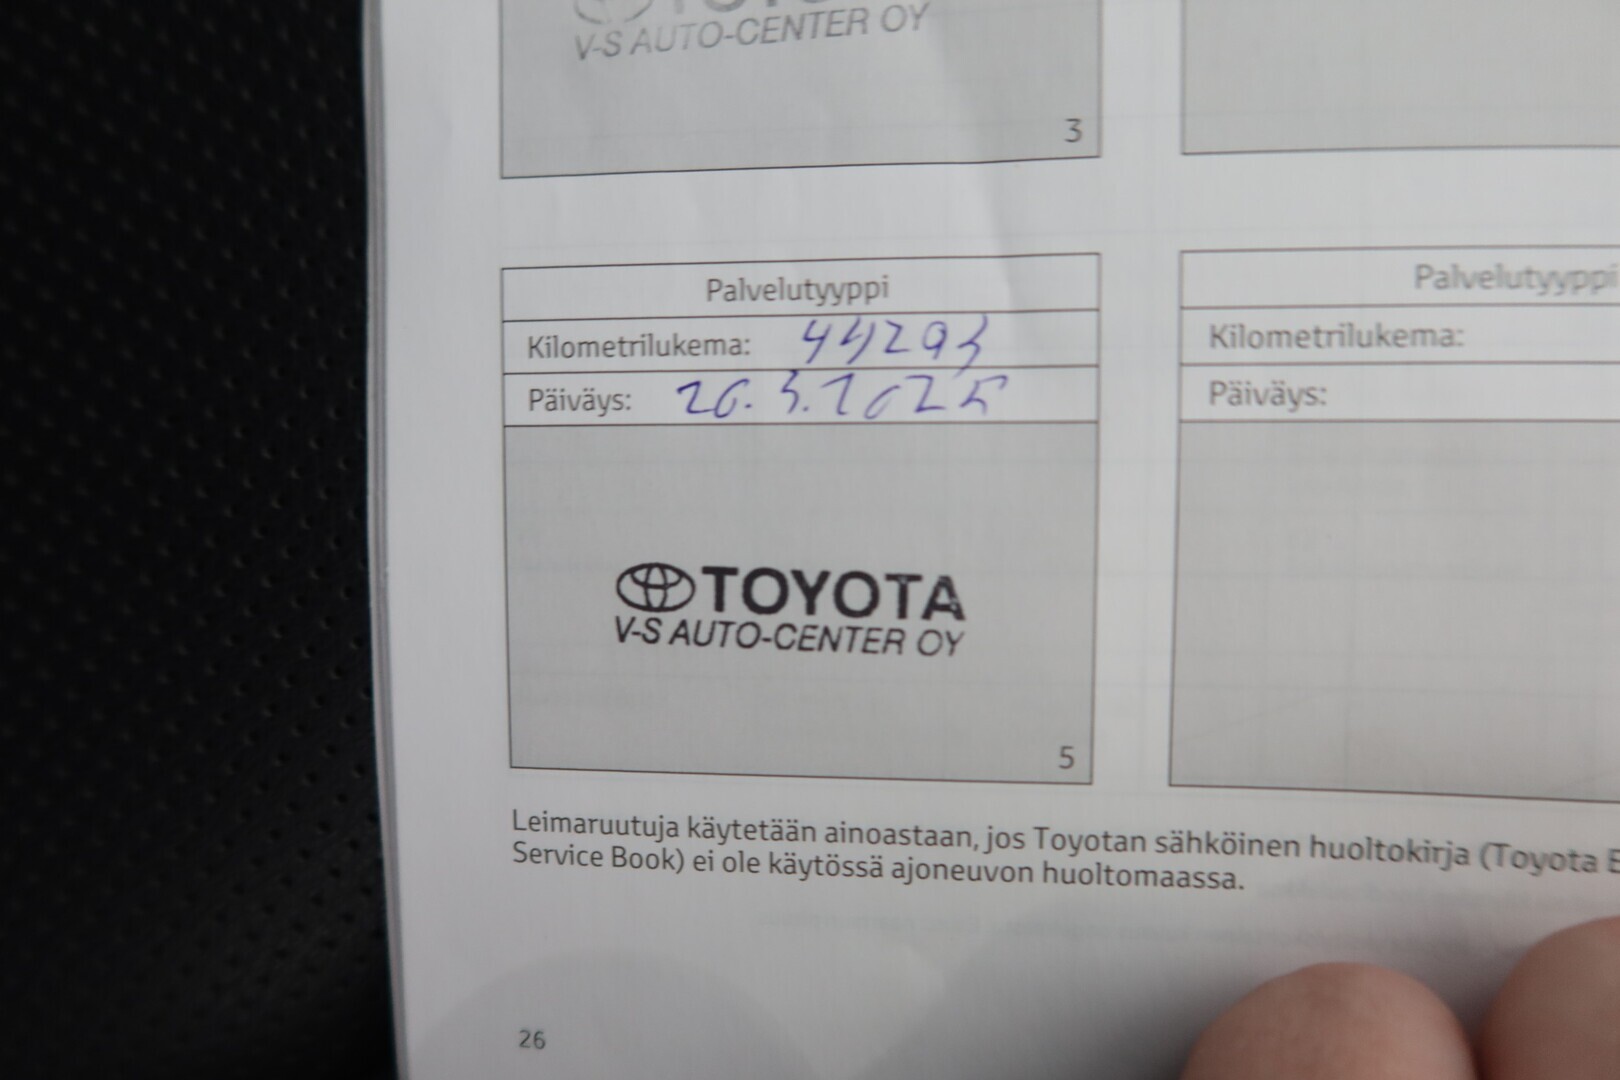 V-S AUTO-CENTER OY
3
Palvelutyyppi
Kilometrilukema: 44293
Päiväys: 26.3.2025
TOYOTA
V-S AUTO-CENTER OY
5
Palvelutyyppi
Kilometrilukema:
Päiväys:
Leimaruutuja käytetään ainoastaan, jos Toyotan sähköinen huoltokirja (Toyota E
Service Book) ei ole käytössä ajoneuvon huoltomaassa.
26